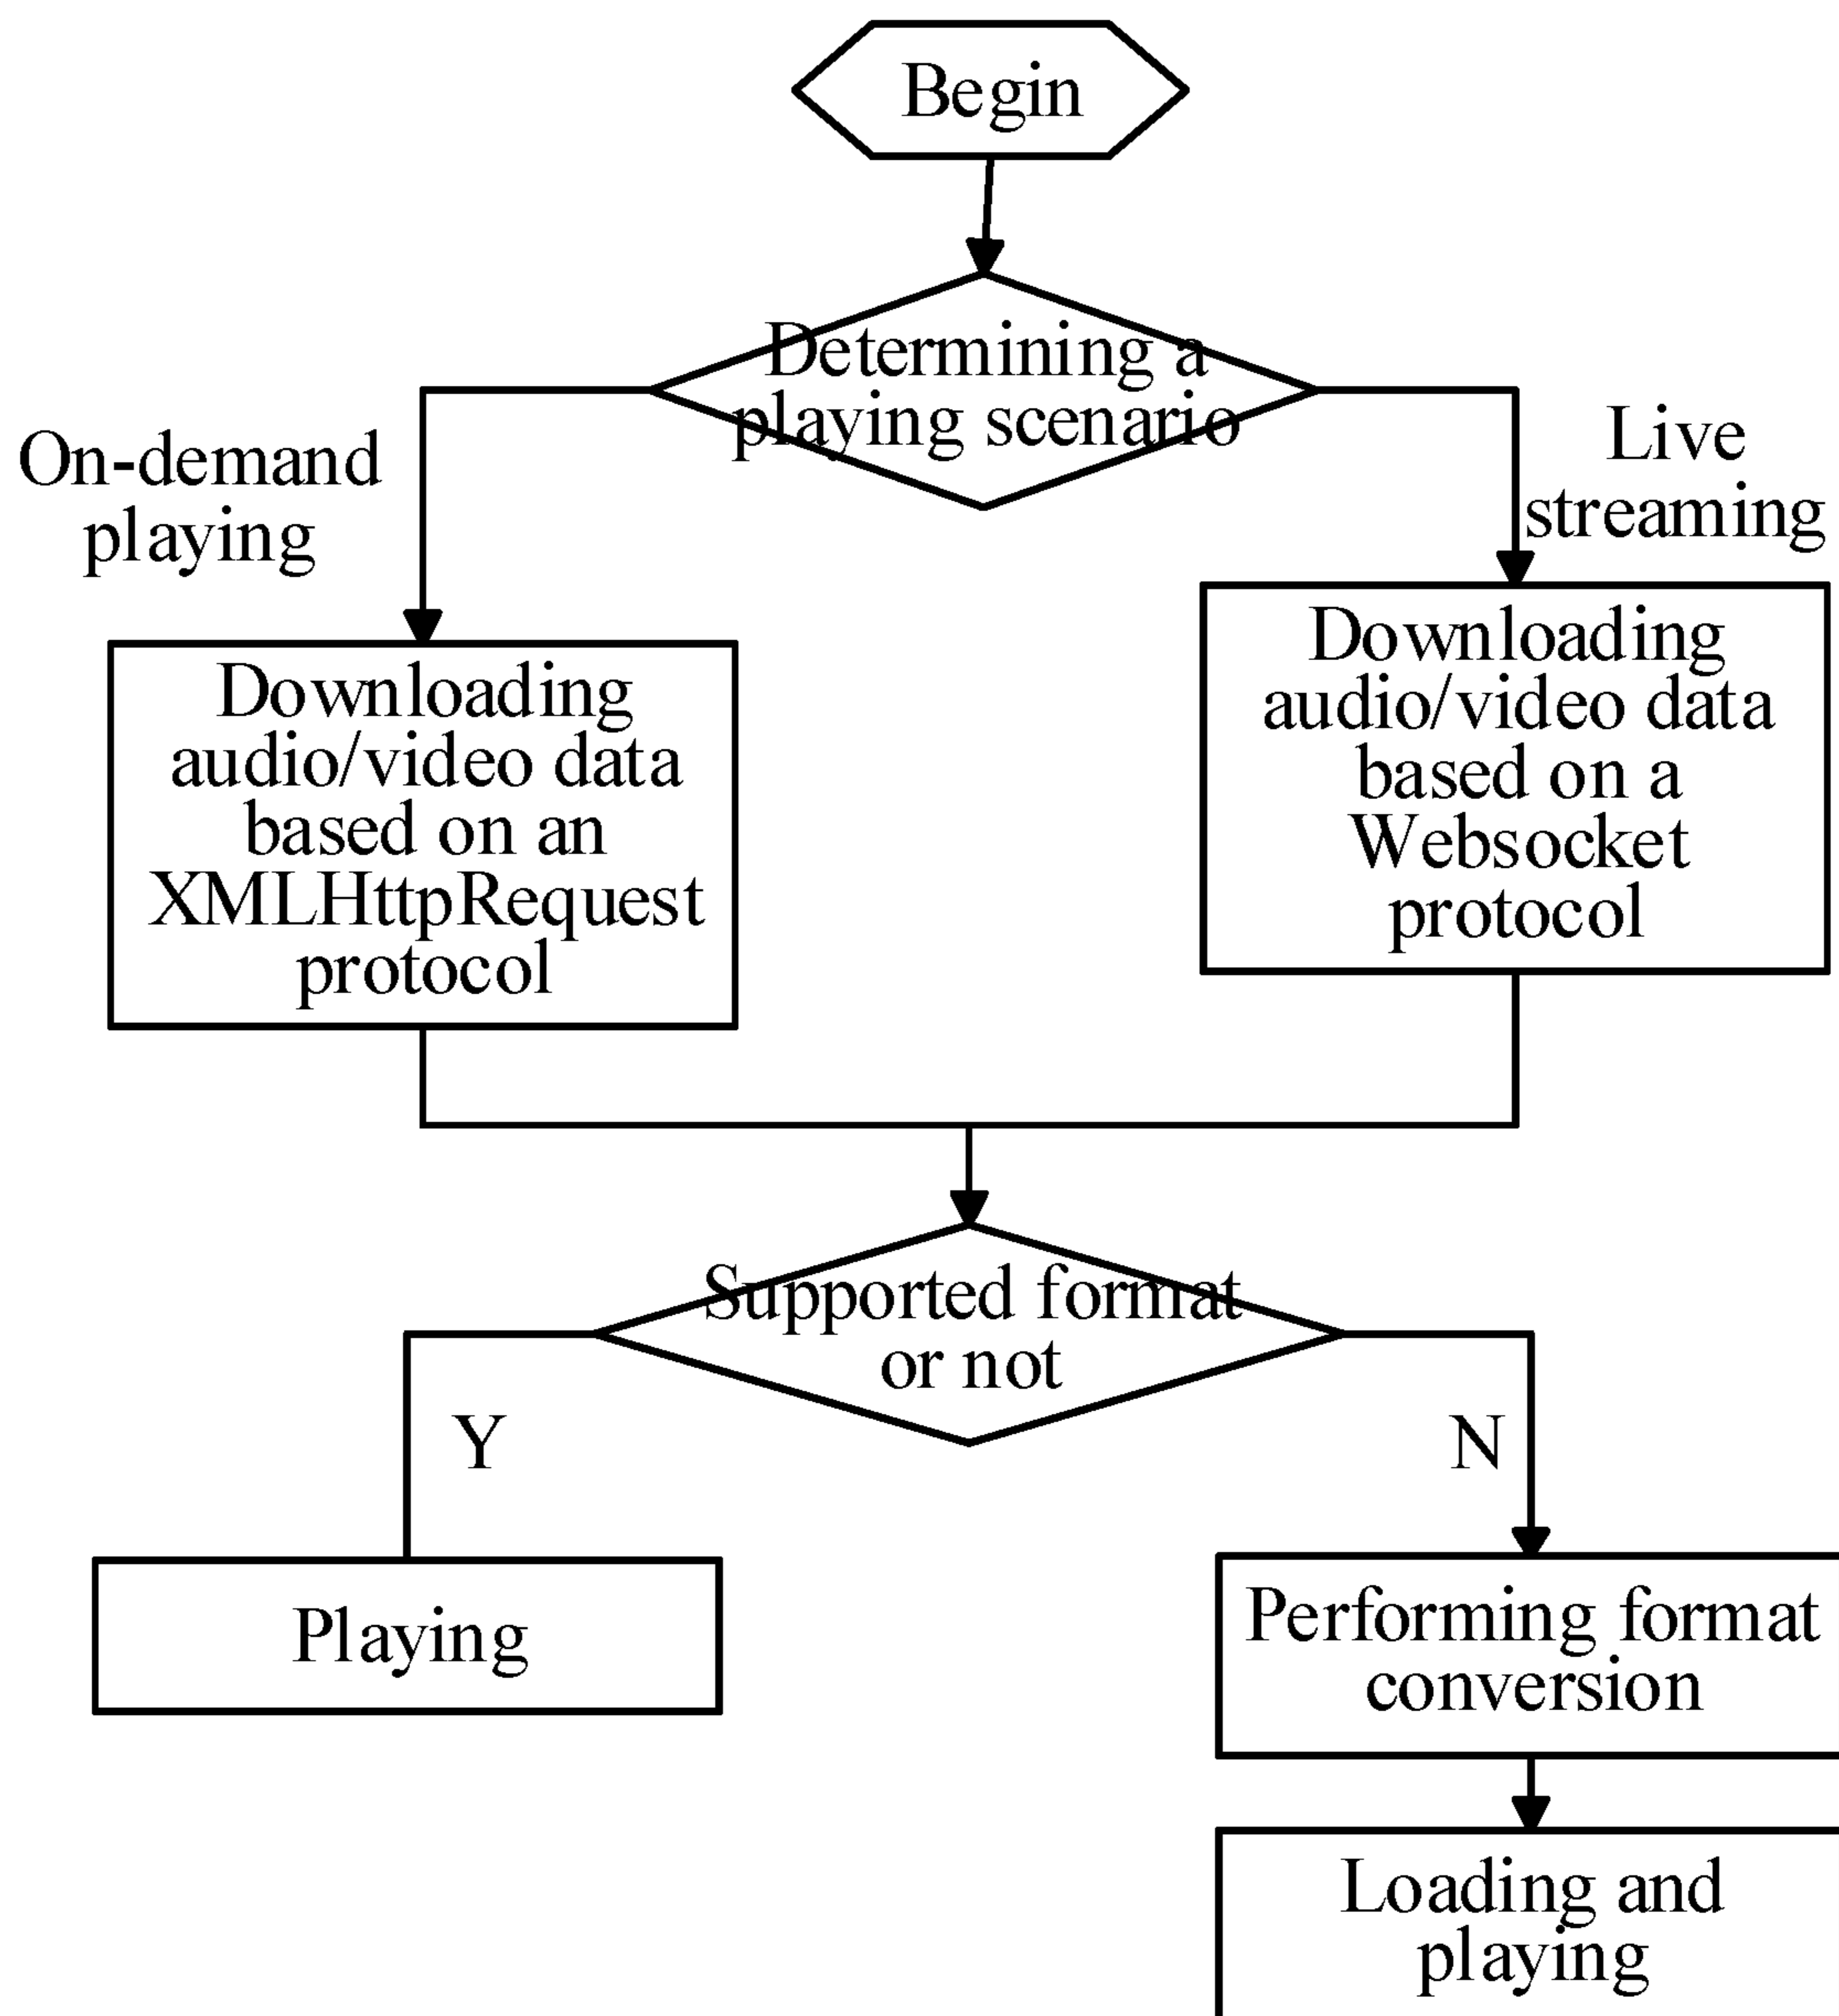 Begin
Determining a
playing scenario
On-demand
playing
Live
streaming
Downloading
audio/video data
based on an
XMLHttpRequest
protocol
Downloading
audio/video data
based on a
Websocket
protocol
Supported format
or not
Y
N
Playing
Performing format
conversion
Loading and
playing